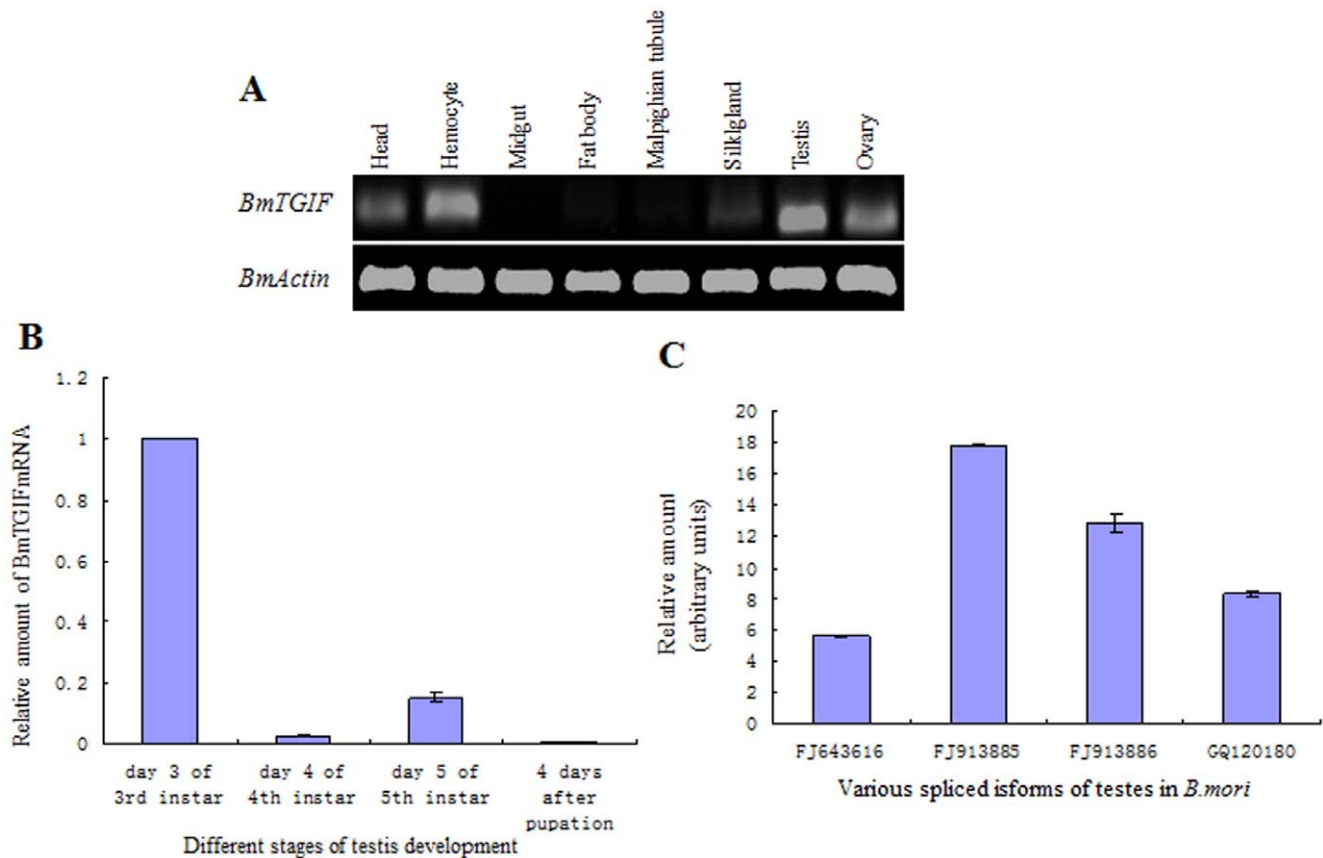 A
Head
Hemocyte
Midgut
Fat body
Malpighian tubule
Silklgland
Testis
Ovary
BmTGIF
BmActin
B
Relative amount of BmTGIFmRNA
1.2
1
0.8
0.6
0.4
0.2
0
day 3 of
3rd instar
day 4 of
4th instar
day 5 of
5th instar
4 days
after
pupation
Different stages of testis development
C
Relative amount
(arbitrary units)
20
18
16
14
12
10
8
6
4
2
0
FJ643616
FJ913885
FJ913886
GQ120180
Various spliced isforms of testes in B.mori